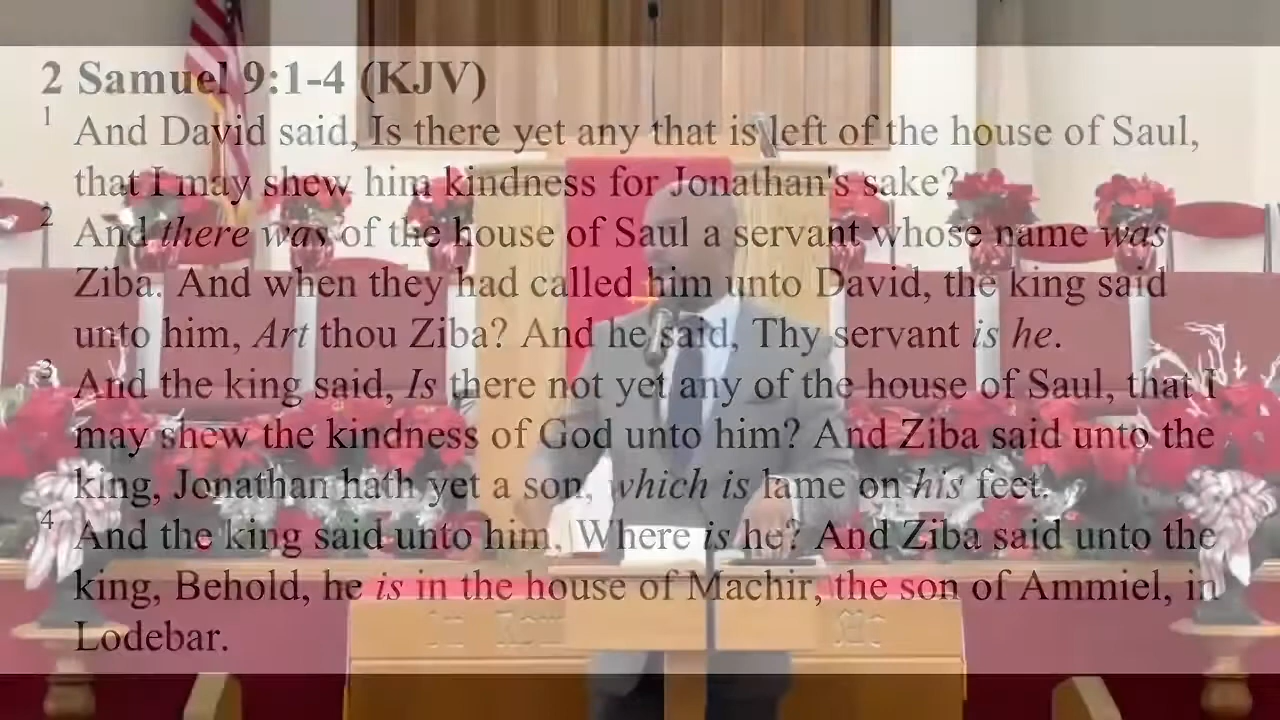 2 Samuel 9:1-4 (KJV)
1 And David said, Is there yet any that is left of the house of Saul,
that I may shew him kindness for Jonathan's sake?
2 And there was of the house of Saul a servant whose name was
Ziba. And when they had called him unto David, the king said
unto him, Art thou Ziba? And he said, Thy servant is he.
3 And the king said, Is there not yet any of the house of Saul, that I
may shew the kindness of God unto him? And Ziba said unto the
king, Jonathan hath yet a son, which is lame on his feet.
4 And the king said unto him, Where is he? And Ziba said unto the
king, Behold, he is in the house of Machir, the son of Ammiel, in
Lodebar.